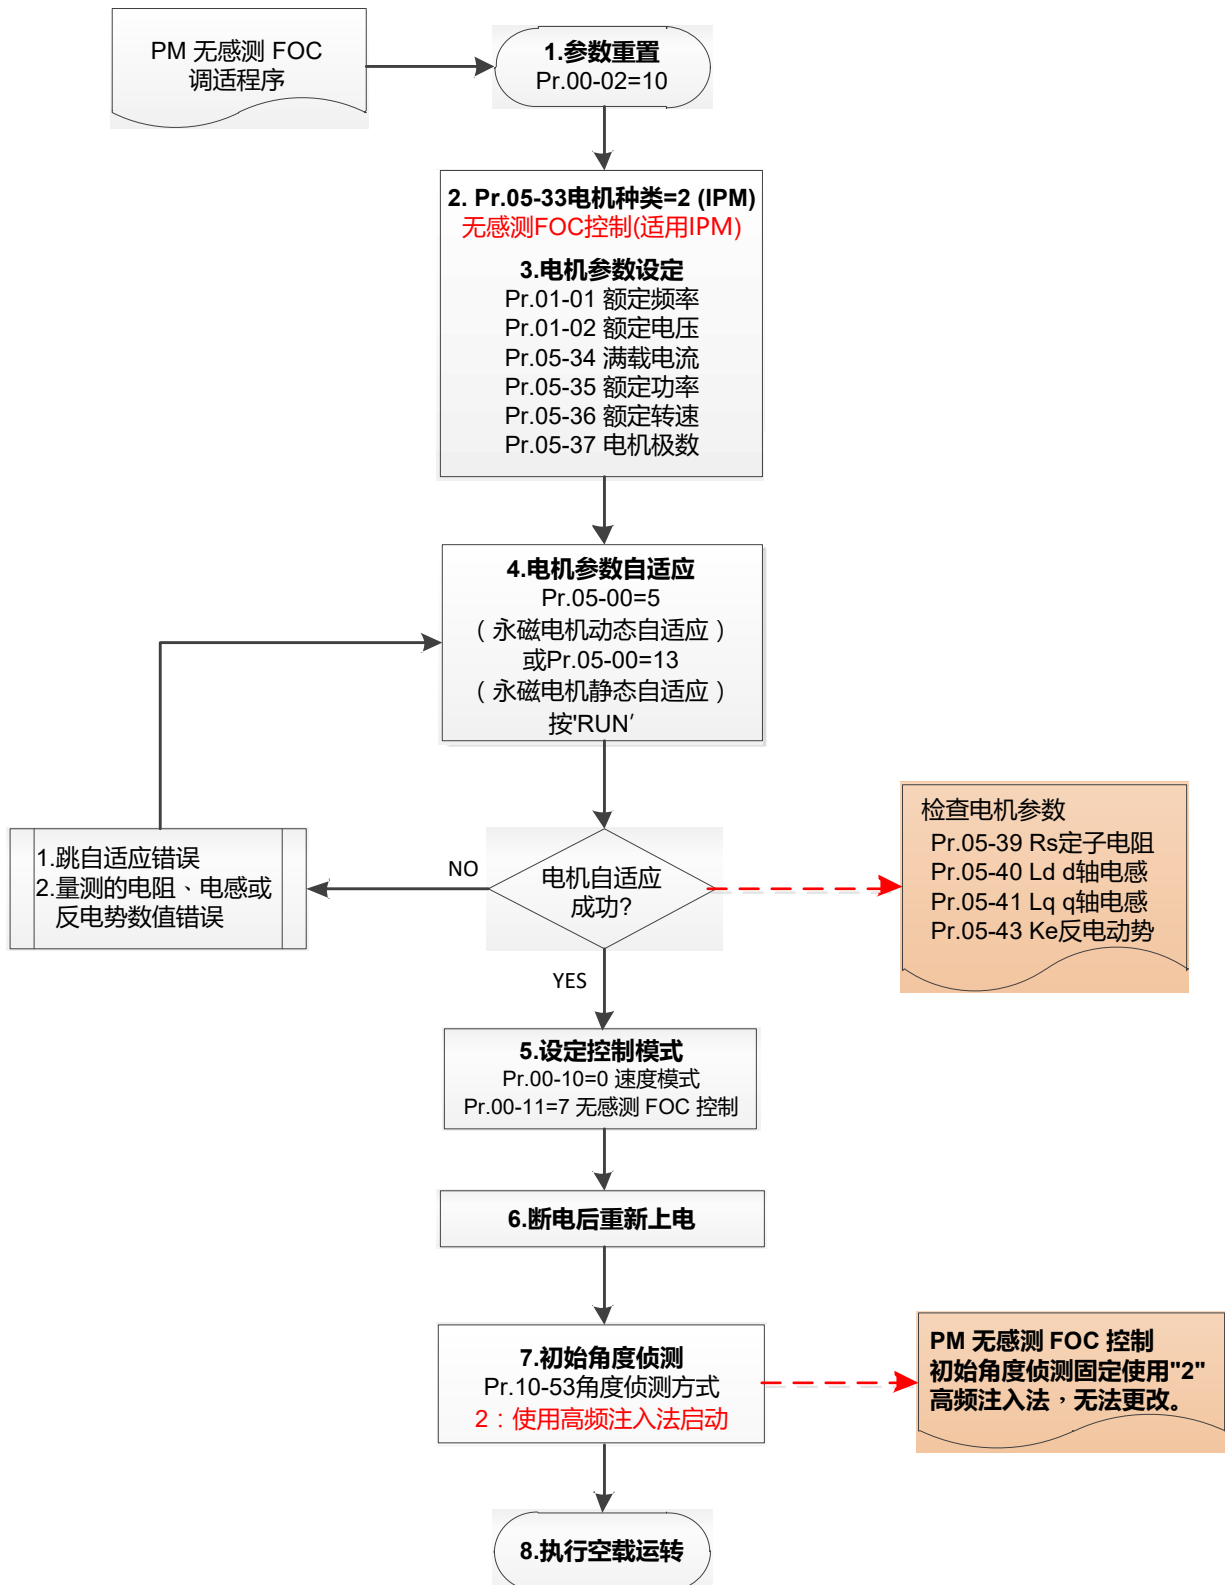 PM 无感测 FOC
调适程序
1.参数重置
Pr.00-02=10
2. Pr.05-33电机种类=2 (IPM)
无感测FOC控制(适用IPM)
3.电机参数设定
Pr.01-01 额定频率
Pr.01-02 额定电压
Pr.05-34 满载电流
Pr.05-35 额定功率
Pr.05-36 额定转速
Pr.05-37 电机极数
4.电机参数自适应
Pr.05-00=5
（永磁电机动态自适应）
或Pr.05-00=13
（永磁电机静态自适应）
按'RUN'
电机自适应
成功?
NO
1.跳自适应错误
2.量测的电阻、电感或
反电势数值错误
检查电机参数
Pr.05-39 Rs定子电阻
Pr.05-40 Ld d轴电感
Pr.05-41 Lq q轴电感
Pr.05-43 Ke反电动势
YES
5.设定控制模式
Pr.00-10=0 速度模式
Pr.00-11=7 无感测 FOC 控制
6.断电后重新上电
7.初始角度侦测
Pr.10-53角度侦测方式
2：使用高频注入法启动
PM 无感测 FOC 控制
初始角度侦测固定使用"2"
高频注入法，无法更改。
8.执行空载运转